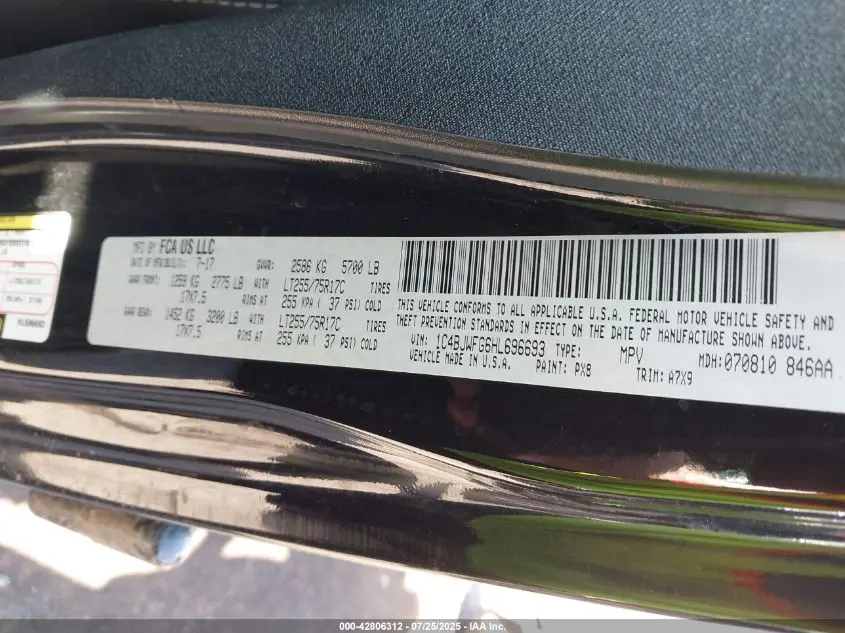 MFD BY FCA US LLC
DATE OF MFR(BUILT): 7-17 GVWR: 2586 KG 5700 LB
GAWR FRONT: 1259 KG 2775 LB WITH LT255/75R17C TIRES
17X7.5 RIMS AT 255 KPA ( 37 PSI) COLD
GAWR REAR: 1452 KG 3200 LB WITH LT255/75R17C TIRES
17X7.5 RIMS AT 255 KPA ( 37 PSI) COLD
THIS VEHICLE CONFORMS TO ALL APPLICABLE U.S.A. FEDERAL MOTOR VEHICLE SAFETY AND
THEFT PREVENTION STANDARDS IN EFFECT ON THE DATE OF MANUFACTURE SHOWN ABOVE.
VIN: 1C4BJWFG6HL696693 TYPE: MPV MDH:070810 846AA
VEHICLE MADE IN U.S.A. PAINT: PX8 TRIM: A7X9
000-42806312 | 07/25/2025 | IAA Inc.